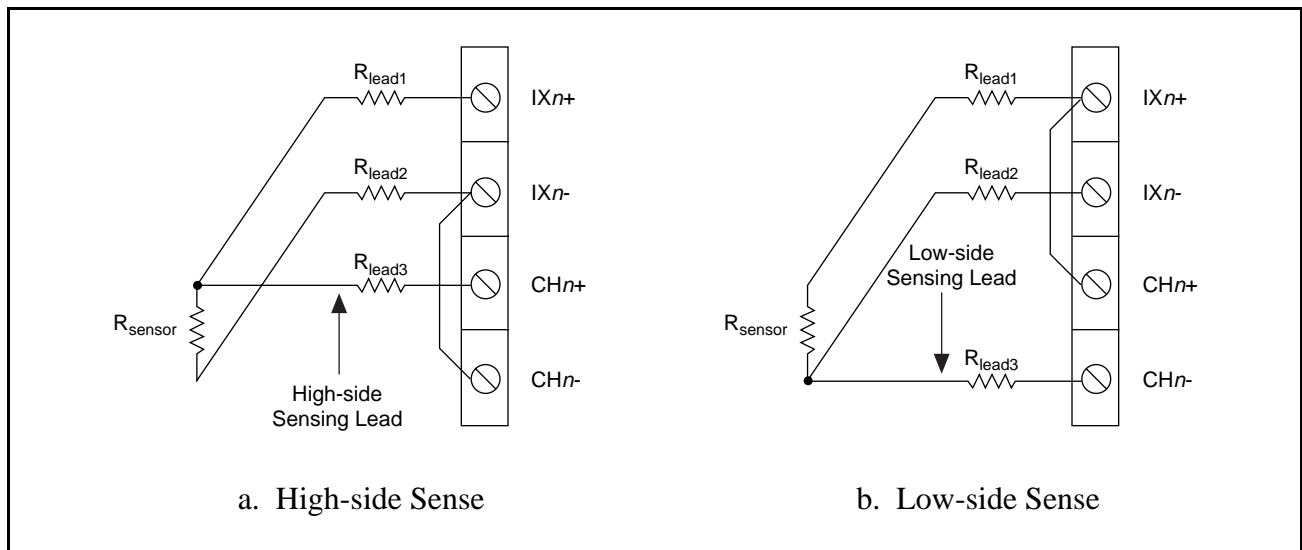 R_lead1
IXn+
R_lead2
IXn-
R_lead3
CHn+
R_sensor
CHn-
High-side
Sensing Lead
a. High-side Sense
R_lead1
IXn+
R_lead2
IXn-
Low-side
Sensing Lead
CHn+
R_sensor
R_lead3
CHn-
b. Low-side Sense